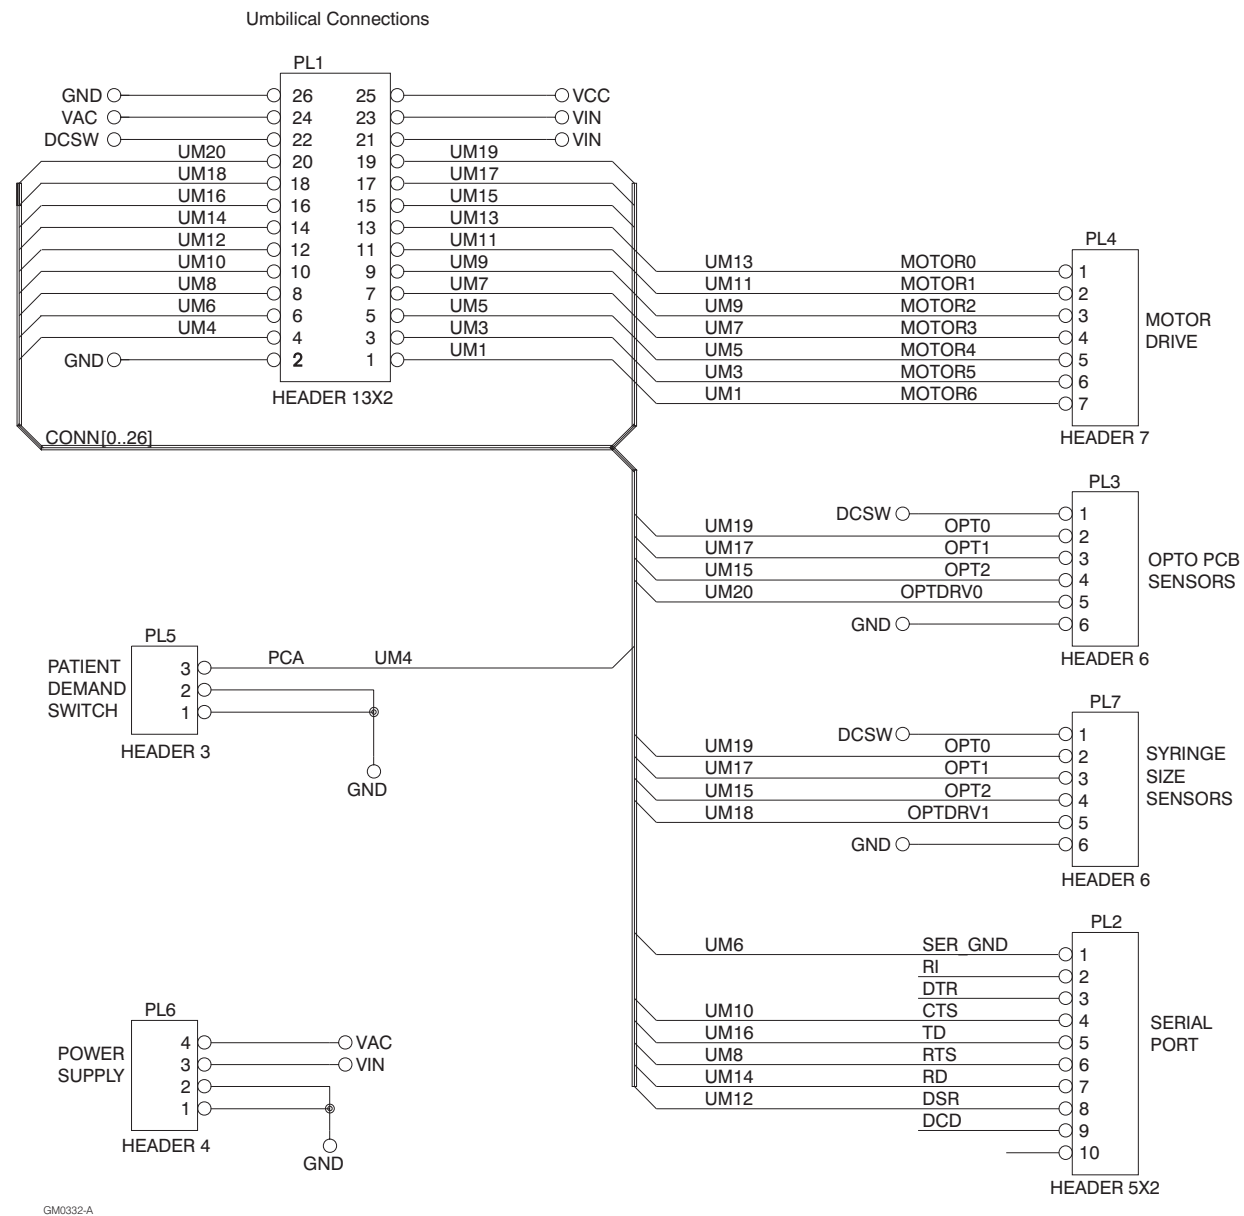 Umbilical Connections
PL1
GND 26 25 VCC
VAC 24 23 VIN
DCSW 22 21 VIN
UM20 20 19 UM19
UM18 18 17 UM17
UM16 16 15 UM15
UM14 14 13 UM13
UM12 12 11 UM11
UM10 10 9 UM9
UM8 8 7 UM7
UM6 6 5 UM5
UM4 4 3 UM3
GND 2 1 UM1
HEADER 13X2
CONN[0..26]
PL4
UM13 MOTOR0 1
UM11 MOTOR1 2
UM9 MOTOR2 3
UM7 MOTOR3 4
UM5 MOTOR4 5
UM3 MOTOR5 6
UM1 MOTOR6 7
MOTOR
DRIVE
HEADER 7
PL3
DCSW 1
UM19 OPT0 2
UM17 OPT1 3
UM15 OPT2 4
UM20 OPTDRV0 5
GND 6
OPTO PCB
SENSORS
HEADER 6
PL5
PATIENT
DEMAND
SWITCH
3 PCA UM4
2
1
HEADER 3
GND
PL7
DCSW 1
UM19 OPT0 2
UM17 OPT1 3
UM15 OPT2 4
UM18 OPTDRV1 5
GND 6
SYRINGE
SIZE
SENSORS
HEADER 6
PL2
UM6 SER_GND 1
RI 2
DTR 3
UM10 CTS 4
UM16 TD 5
UM8 RTS 6
UM14 RD 7
UM12 DSR 8
DCD 9
10
SERIAL
PORT
HEADER 5X2
PL6
POWER
SUPPLY
4 VAC
3 VIN
2
1
HEADER 4
GND
GM0332-A